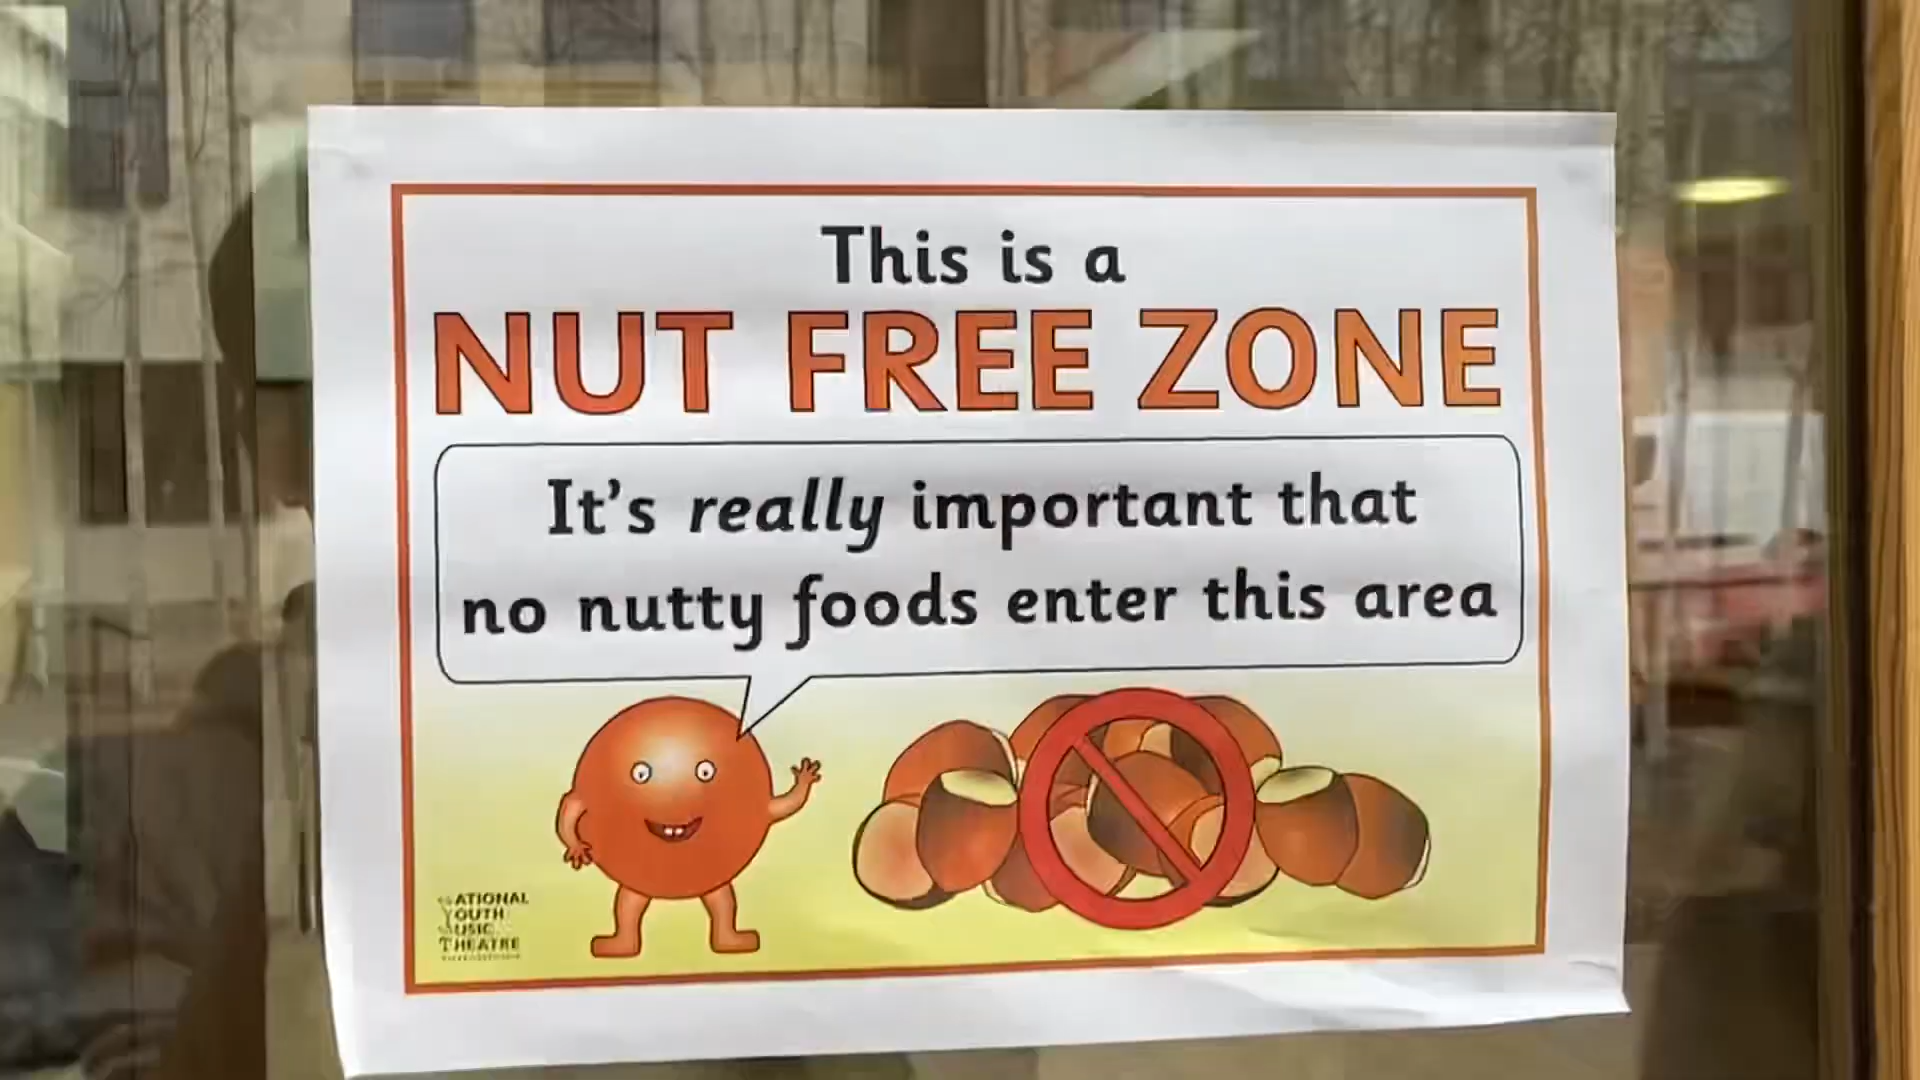 This is a
NUT FREE ZONE
It's really important that
no nutty foods enter this area
NATIONAL
YOUTH
MUSIC
THEATRE